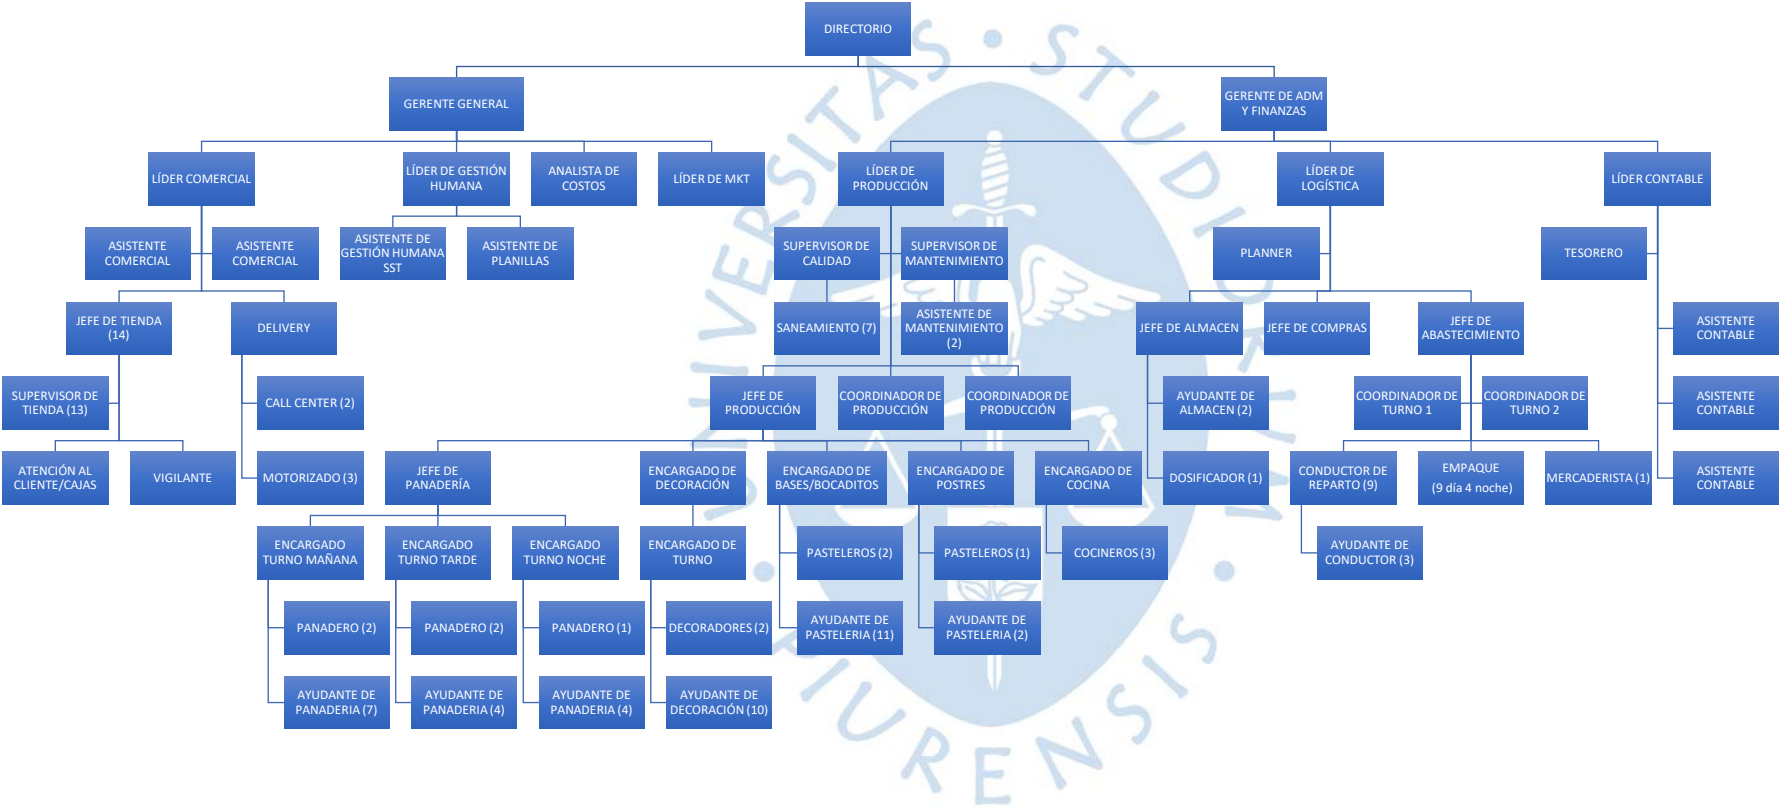 DIRECTORIO
GERENTE GENERAL
GERENTE DE ADM
Y FINANZAS
LÍDER COMERCIAL
LÍDER DE GESTIÓN
HUMANA
ANALISTA DE
COSTOS
LÍDER DE MKT
LÍDER DE
PRODUCCIÓN
LÍDER DE
LOGÍSTICA
LÍDER CONTABLE
ASISTENTE
COMERCIAL
ASISTENTE
COMERCIAL
ASISTENTE DE
GESTIÓN HUMANA
SST
ASISTENTE DE
PLANILLAS
SUPERVISOR DE
CALIDAD
SUPERVISOR DE
MANTENIMIENTO
PLANNER
TESORERO
JEFE DE TIENDA
(14)
DELIVERY
SANEAMIENTO (7)
ASISTENTE DE
MANTENIMIENTO
(2)
JEFE DE ALMACEN
JEFE DE COMPRAS
JEFE DE
ABASTECIMIENTO
ASISTENTE
CONTABLE
SUPERVISOR DE
TIENDA (13)
CALL CENTER (2)
JEFE DE
PRODUCCIÓN
COORDINADOR DE
PRODUCCIÓN
COORDINADOR DE
PRODUCCIÓN
AYUDANTE DE
ALMACEN (2)
COORDINADOR DE
TURNO 1
COORDINADOR DE
TURNO 2
ASISTENTE
CONTABLE
ATENCIÓN AL
CLIENTE/CAJAS
VIGILANTE
MOTORIZADO (3)
JEFE DE
PANADERÍA
ENCARGADO DE
DECORACIÓN
ENCARGADO DE
BASES/BOCADITOS
ENCARGADO DE
POSTRES
ENCARGADO DE
COCINA
DOSIFICADOR (1)
CONDUCTOR DE
REPARTO (9)
EMPAQUE
(9 día 4 noche)
MERCADERISTA (1)
ASISTENTE
CONTABLE
ENCARGADO
TURNO MAÑANA
ENCARGADO
TURNO TARDE
ENCARGADO
TURNO NOCHE
ENCARGADO DE
TURNO
PASTELEROS (2)
PASTELEROS (1)
COCINEROS (3)
AYUDANTE DE
CONDUCTOR (3)
PANADERO (2)
PANADERO (2)
PANADERO (1)
DECORADORES (2)
AYUDANTE DE
PASTELERIA (11)
AYUDANTE DE
PASTELERIA (2)
AYUDANTE DE
PANADERIA (7)
AYUDANTE DE
PANADERIA (4)
AYUDANTE DE
PANADERIA (4)
AYUDANTE DE
DECORACIÓN (10)